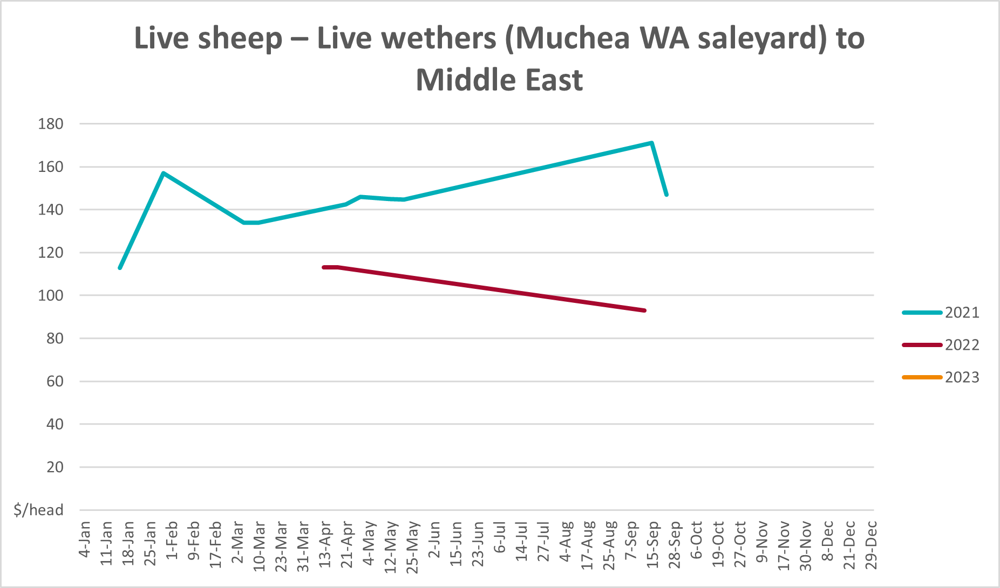 Live sheep – Live wethers (Muchea WA saleyard) to
Middle East
180
160
140
120
100
80
60
40
20
$/head
4-Jan
11-Jan
18-Jan
25-Jan
1-Feb
9-Feb
17-Feb
2-Mar
10-Mar
23-Mar
31-Mar
13-Apr
21-Apr
4-May
12-May
25-May
2-Jun
15-Jun
23-Jun
6-Jul
14-Jul
27-Jul
4-Aug
17-Aug
25-Aug
7-Sep
15-Sep
28-Sep
6-Oct
19-Oct
27-Oct
9-Nov
17-Nov
30-Nov
8-Dec
21-Dec
29-Dec
2021
2022
2023